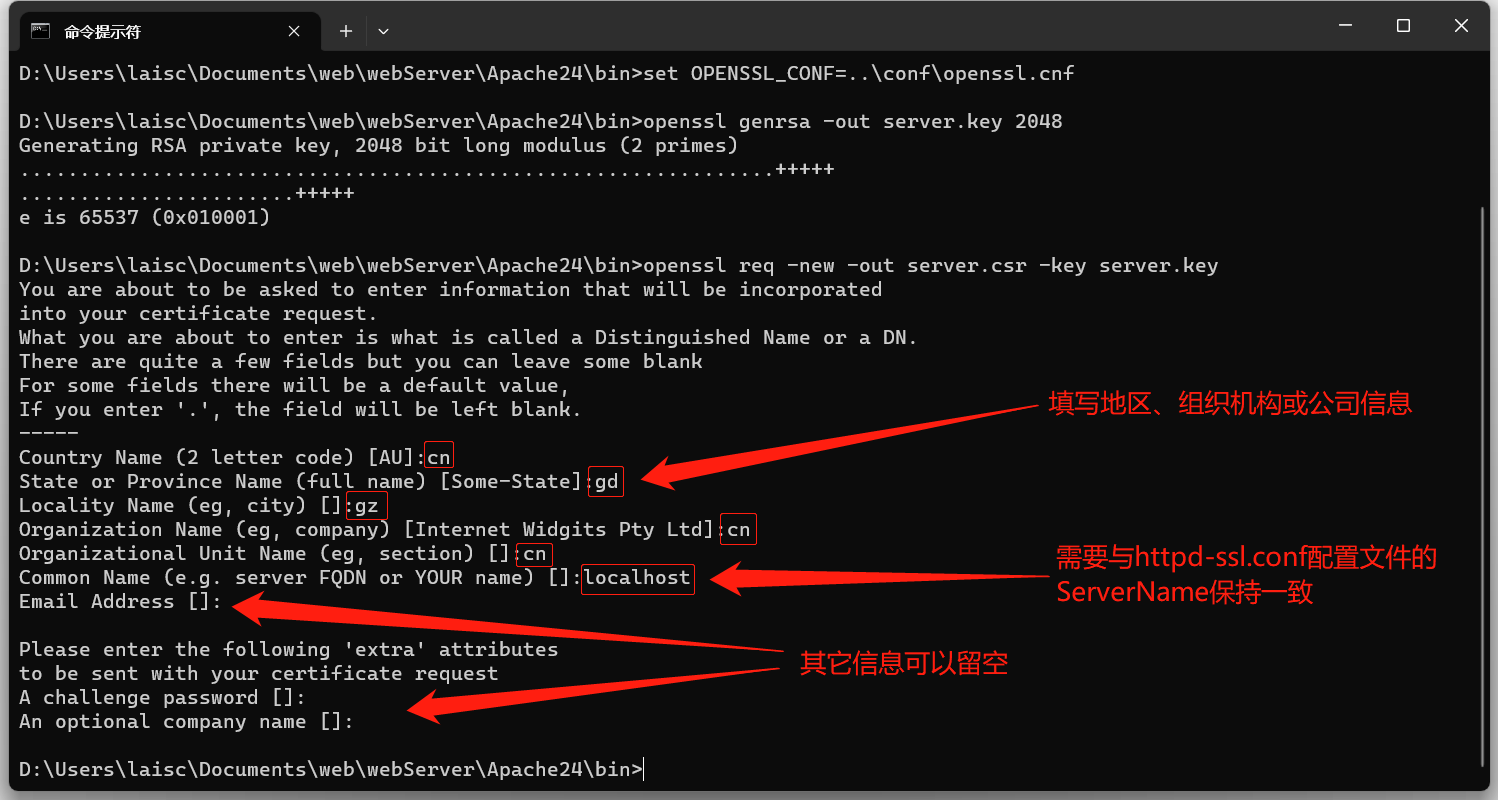 命令提示符
D:\Users\laisc\Documents\web\webServer\Apache24\bin>set OPENSSL_CONF=..\conf\openssl.cnf
D:\Users\laisc\Documents\web\webServer\Apache24\bin>openssl genrsa -out server.key 2048
Generating RSA private key, 2048 bit long modulus (2 primes)
...............................................................+++++
.......................+++++
e is 65537 (0x010001)
D:\Users\laisc\Documents\web\webServer\Apache24\bin>openssl req -new -out server.csr -key server.key
You are about to be asked to enter information that will be incorporated
into your certificate request.
What you are about to enter is what is called a Distinguished Name or a DN.
There are quite a few fields but you can leave some blank
For some fields there will be a default value,
If you enter '.', the field will be left blank.
-----
填写地区、组织机构或公司信息
Country Name (2 letter code) [AU]:cn
State or Province Name (full name) [Some-State]:gd
Locality Name (eg, city) []:gz
Organization Name (eg, company) [Internet Widgits Pty Ltd]:cn
Organizational Unit Name (eg, section) []:cn
Common Name (e.g. server FQDN or YOUR name) []:localhost
需要与httpd-ssl.conf配置文件的
ServerName保持一致
Email Address []:
Please enter the following 'extra' attributes
to be sent with your certificate request
其它信息可以留空
A challenge password []:
An optional company name []:
D:\Users\laisc\Documents\web\webServer\Apache24\bin>